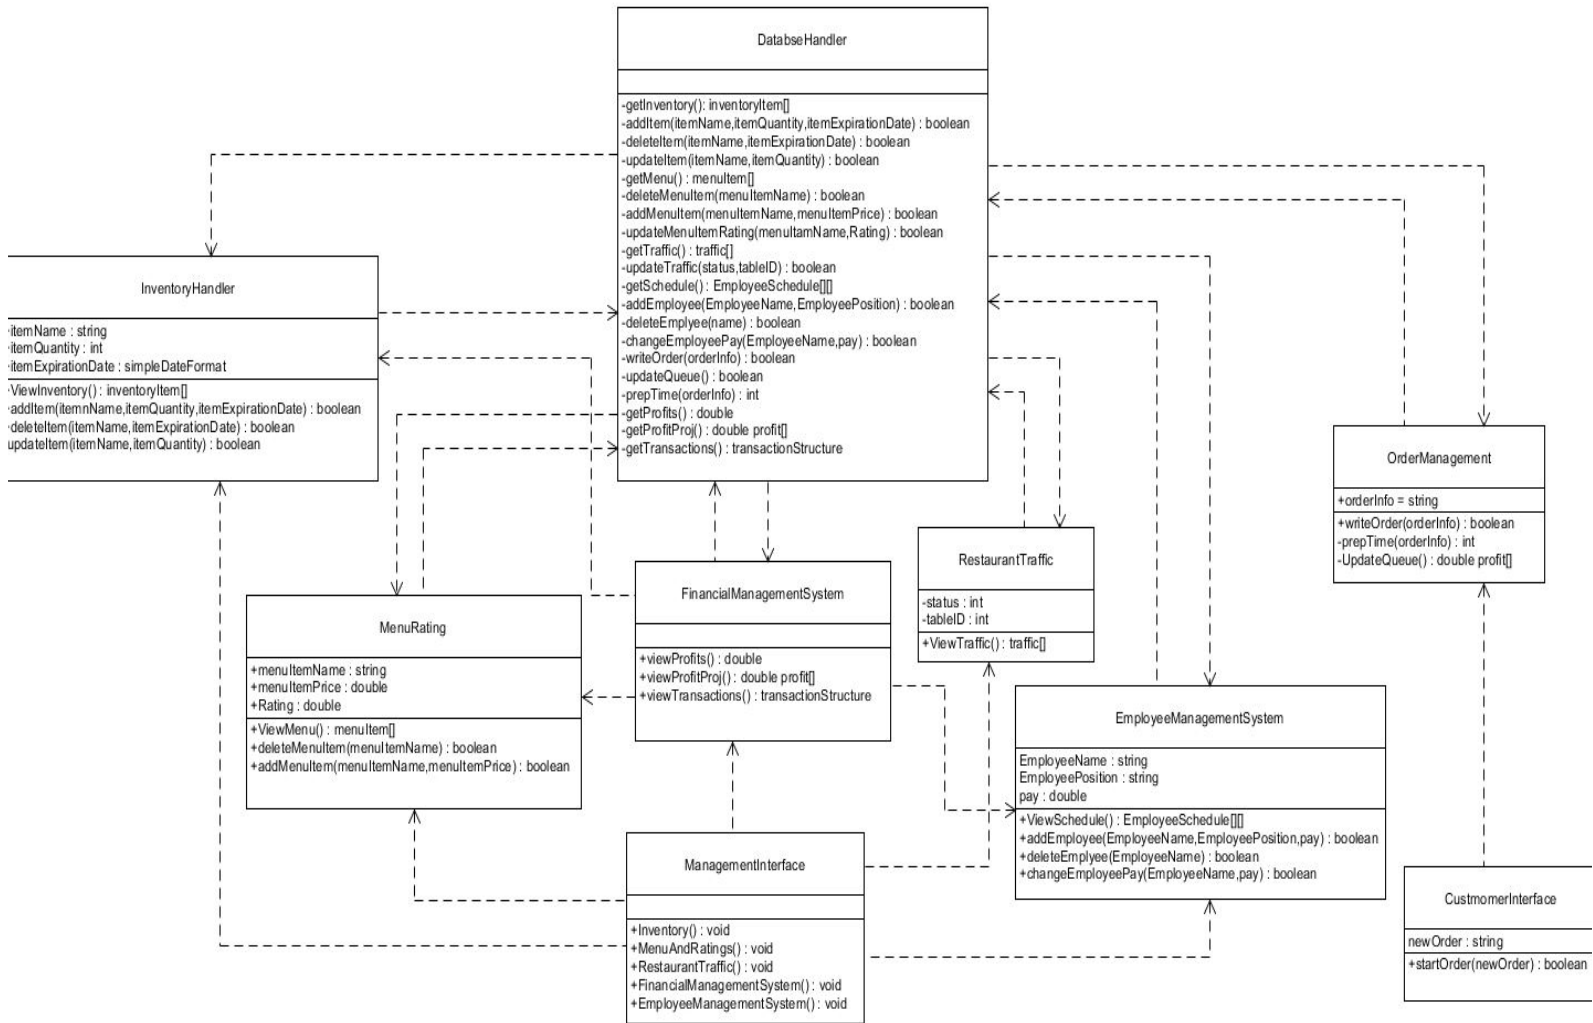 DatabseHandler
-getInventory(): inventoryItem[]
-addItem(itemName,itemQuantity,itemExpirationDate) : boolean
-deleteItem(itemName,itemExpirationDate) : boolean
-updateItem(itemName,itemQuantity) : boolean
-getMenu() : menuItem[]
-deleteMenuItem(menuItemName) : boolean
-addMenuItem(menuItemName,menuItemPrice) : boolean
-updateMenuItemRating(menuItamName,Rating) : boolean
-getTraffic() : traffic[]
-updateTraffic(status,tableID) : boolean
-getSchedule() : EmployeeSchedule[][]
-addEmployee(EmployeeName,EmployeePosition) : boolean
-deleteEmplyee(name) : boolean
-changeEmployeePay(EmployeeName,pay) : boolean
-writeOrder(orderInfo) : boolean
-updateQueue() : boolean
-prepTime(orderInfo) : int
-getProfits() : double
-getProfitProj() : double profit[]
-getTransactions() : transactionStructure
InventoryHandler
-itemName : string
-itemQuantity : int
-itemExpirationDate : simpleDateFormat
ViewInventory() : inventoryItem[]
addItem(itemnName,itemQuantity,itemExpirationDate) : boolean
deleteItem(itemName,itemExpirationDate) : boolean
updateItem(itemName,itemQuantity) : boolean
OrderManagement
+orderInfo = string
+writeOrder(orderInfo) : boolean
-prepTime(orderInfo) : int
-UpdateQueue() : double profit[]
RestaurantTraffic
-status : int
-tableID : int
+ViewTraffic() : traffic[]
FinancialManagementSystem
+viewProfits() : double
+viewProfitProj() : double profit[]
+viewTransactions() : transactionStructure
MenuRating
+menuItemName : string
+menuItemPrice : double
+Rating : double
+ViewMenu() : menuItem[]
+deleteMenuItem(menuItemName) : boolean
+addMenuItem(menuItemName,menuItemPrice) : boolean
EmployeeManagementSystem
EmployeeName : string
EmployeePosition : string
pay : double
+ViewSchedule() : EmployeeSchedule[][]
+addEmployee(EmployeeName,EmployeePosition,pay) : boolean
+deleteEmplyee(EmployeeName) : boolean
+changeEmployeePay(EmployeeName,pay) : boolean
ManagementInterface
+Inventory() : void
+MenuAndRatings() : void
+RestaurantTraffic() : void
+FinancialManagementSystem() : void
+EmployeeManagementSystem() : void
CustmomerInterface
newOrder : string
+startOrder(newOrder) : boolean